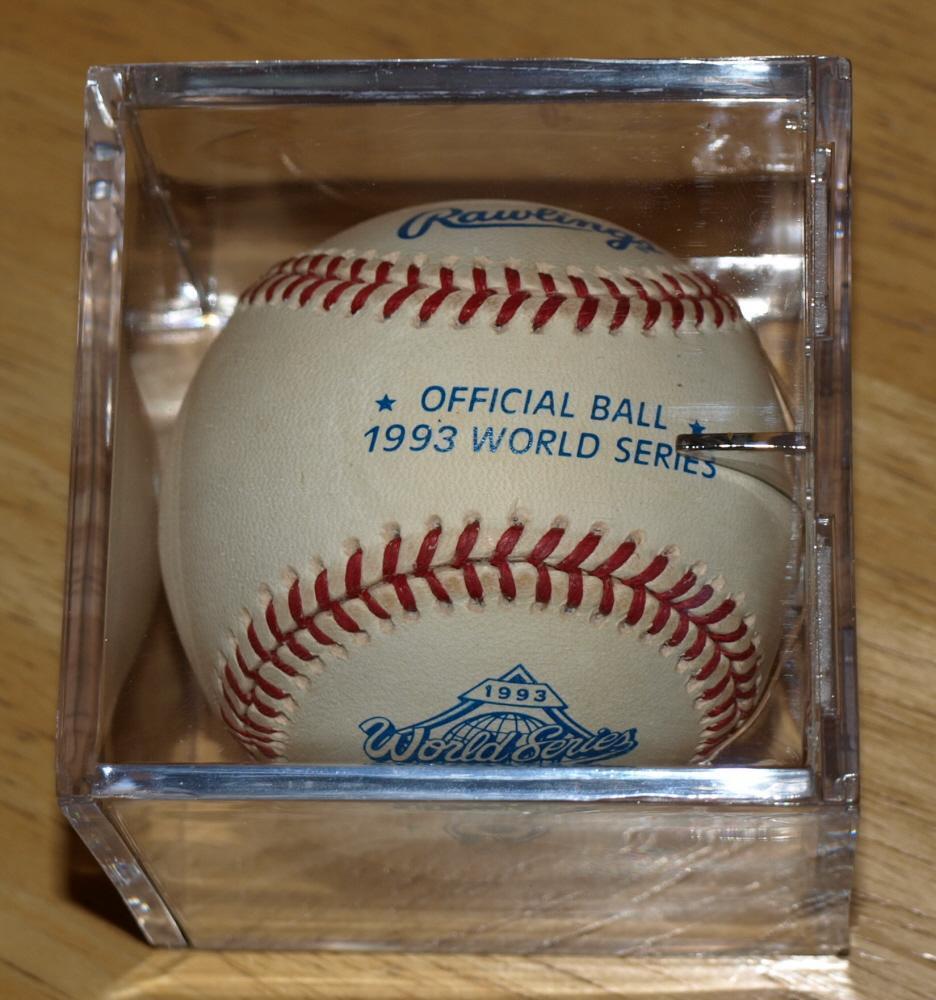 Rawlings
★ OFFICIAL BALL ★
1993 WORLD SERIES
1993
World Series